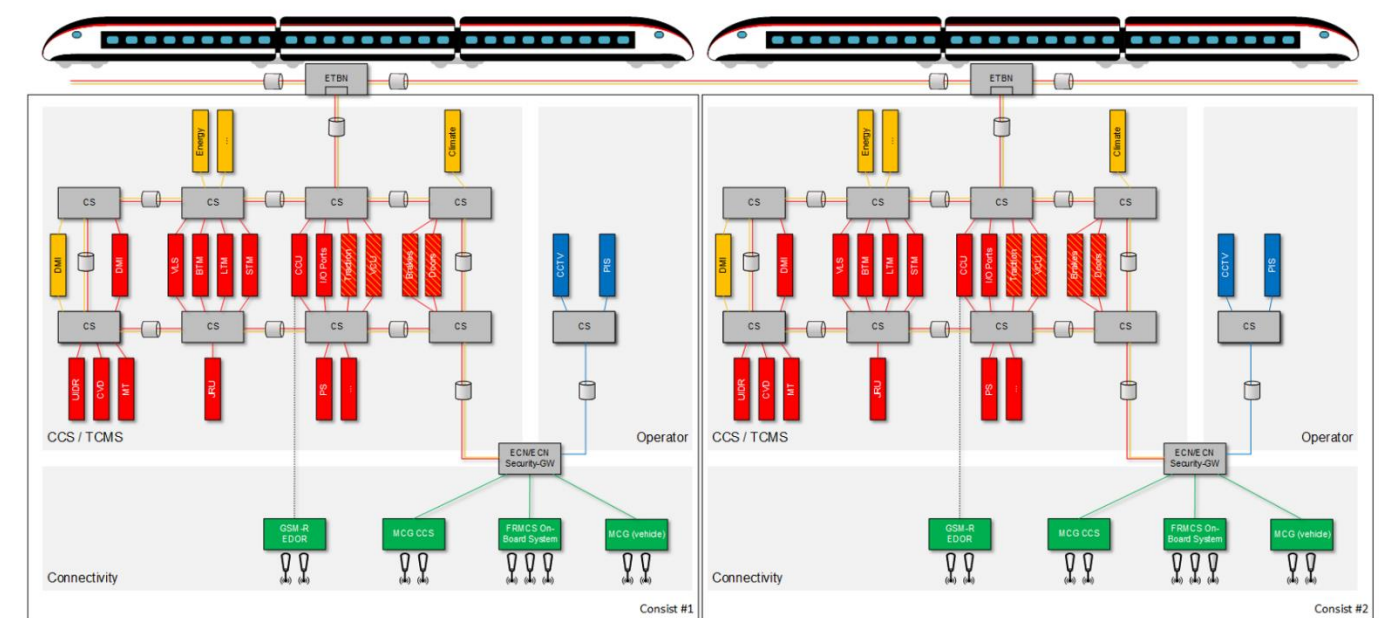 ETBN
Energy
...
Climate
CS
CS
CS
CS
DMI
DMI
VLS
BTM
LTM
STM
CCU
I/O Ports
Traction
VCU
Brakes
Doors
CCTV
PIS
CS
CS
CS
CS
CS
JRU
CVD
MT
PS
...
CCS / TCMS
Operator
ECN/ECN
Security-GW
GSM-R
EDOR
MCG CCS
FRMCS On-
Board System
MCG (vehicle)
Connectivity
Consist #1
ETBN
Energy
...
Climate
CS
CS
CS
CS
DMI
DMI
VLS
BTM
LTM
STM
CCU
I/O Ports
Traction
VCU
Brakes
Doors
CCTV
PIS
CS
CS
CS
CS
CS
JRU
CVD
MT
PS
...
CCS / TCMS
Operator
ECN/ECN
Security-GW
GSM-R
EDOR
MCG CCS
FRMCS On-
Board System
MCG (vehicle)
Connectivity
Consist #2